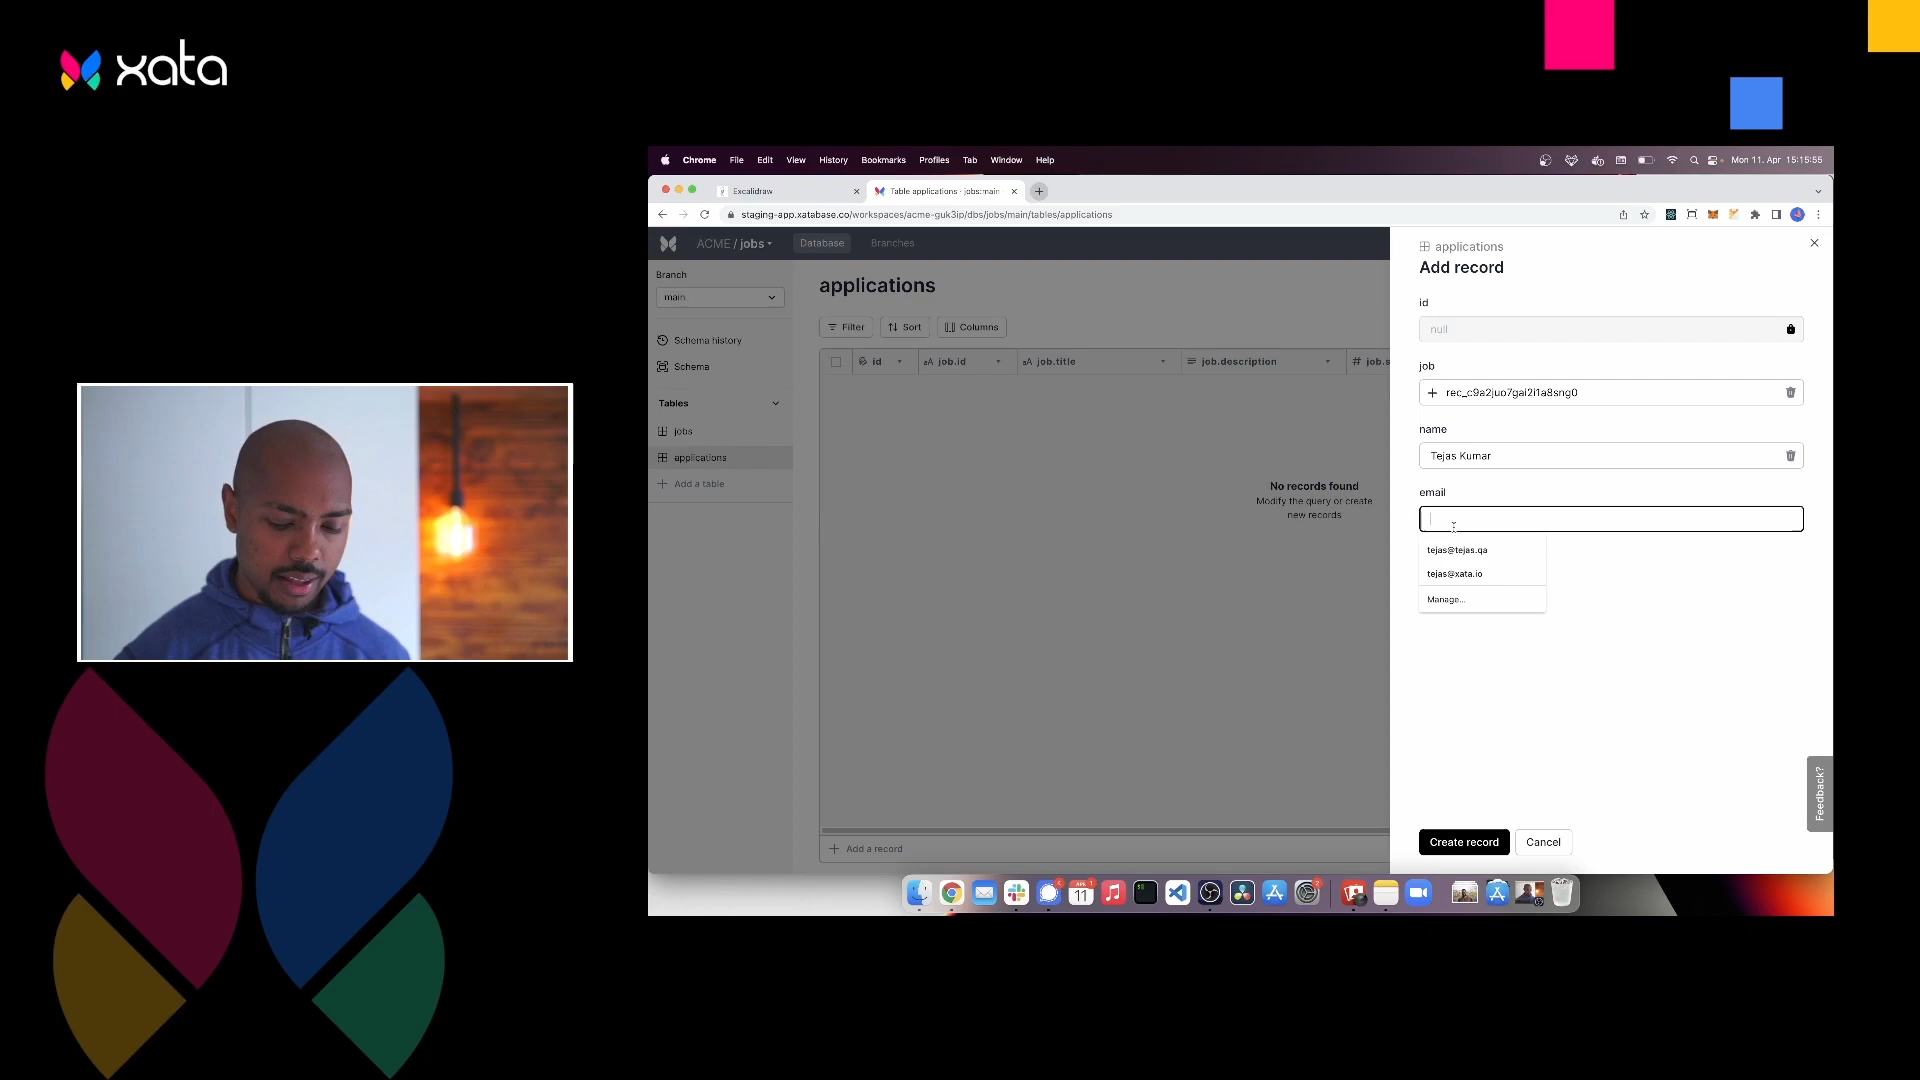 xata
Chrome File Edit View History Bookmarks Profiles Tab Window Help
Mon 11. Apr 15:15:55
Excalidraw
Table applications · jobs:main
staging-app.xatabase.co/workspaces/acme-guk3ip/dbs/jobs/main/tables/applications
ACME / jobs
Database
Branches
Branch
main
Schema history
Schema
Tables
jobs
applications
Add a table
applications
Filter
Sort
Columns
id
job.id
job.title
job.description
job.s
No records found
Modify the query or create
new records
Add a record
applications
Add record
id
null
job
rec_c9a2juo7gai2i1a8sng0
name
Tejas Kumar
email
tejas@tejas.qa
tejas@xata.io
Manage...
Create record
Cancel
Feedback?
APR
11